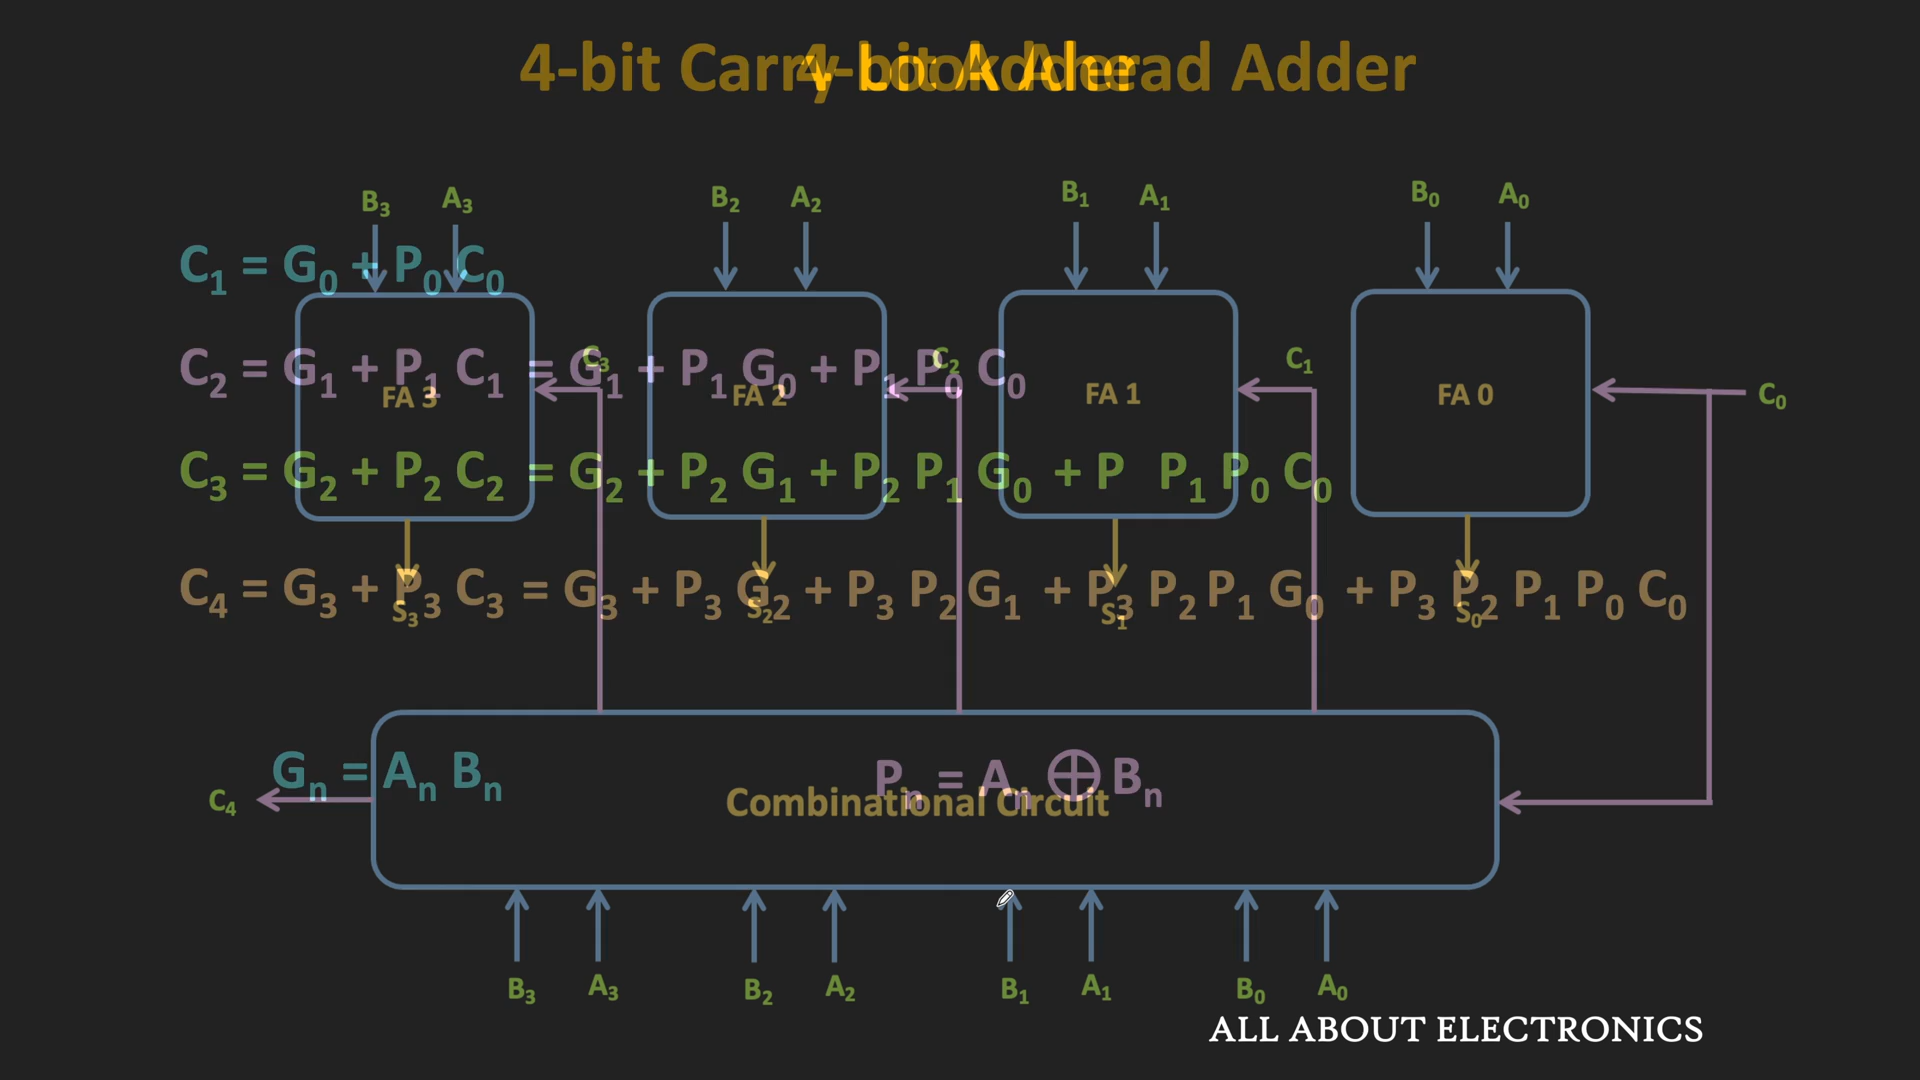 4-bit Carry Look Ahead Adder
4-bit Adder
B3 A3 B2 A2 B1 A1 B0 A0
C1 = G0 + P0 C0
C3 C2 C1
C2 = G1 + P1 C1 = G1 + P1 G0 + P1 P0 C0
FA 3 FA 2 FA 1 FA 0 C0
C3 = G2 + P2 C2 = G2 + P2 G1 + P2 P1 G0 + P P1 P0 C0
C4 = G3 + P3 C3 = G3 + P3 G2 + P3 P2 G1 + P3 P2 P1 G0 + P3 P2 P1 P0 C0
S3 S2 S1 S0
Gn = An Bn Pn = An ⊕ Bn
C4 Combinational Circuit
B3 A3 B2 A2 B1 A1 B0 A0
ALL ABOUT ELECTRONICS